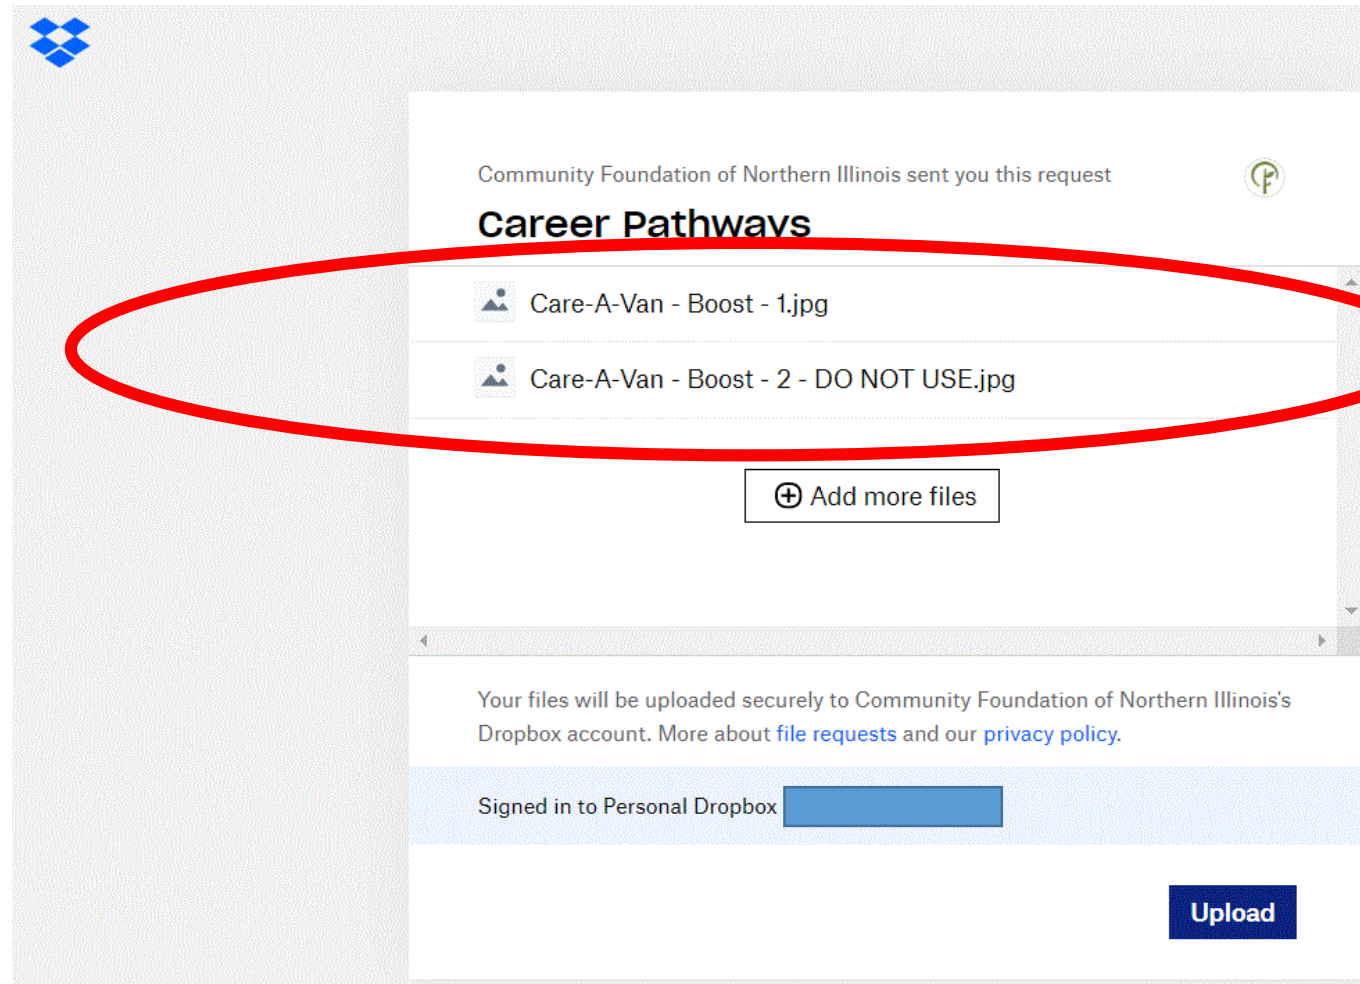 Community Foundation of Northern Illinois sent you this request
Career Pathways
Care-A-Van - Boost - 1.jpg
Care-A-Van - Boost - 2 - DO NOT USE.jpg
Add more files
Your files will be uploaded securely to Community Foundation of Northern Illinois's
Dropbox account. More about file requests and our privacy policy.
Signed in to Personal Dropbox
Upload